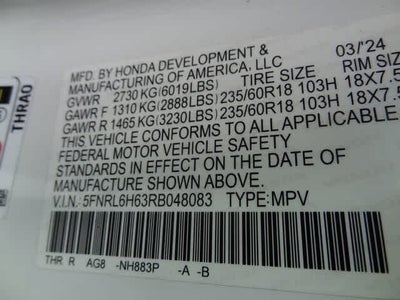 MFD. BY HONDA DEVELOPMENT & 03/24
MANUFACTURING OF AMERICA, LLC
GVWR 2730 KG (6019LBS) TIRE SIZE RIM SIZE
GAWR F 1310 KG (2888LBS) 235/60R18 103H 18X7.5
GAWR R 1465 KG (3230LBS) 235/60R18 103H 18X7.5
THIS VEHICLE CONFORMS TO ALL APPLICABLE
FEDERAL MOTOR VEHICLE SAFETY
STANDARDS IN EFFECT ON THE DATE OF
MANUFACTURE SHOWN ABOVE.
V.I.N.: 5FNRL6H63RB048083 TYPE: MPV
THR R AG8 -NH883P -A -B
THRAO